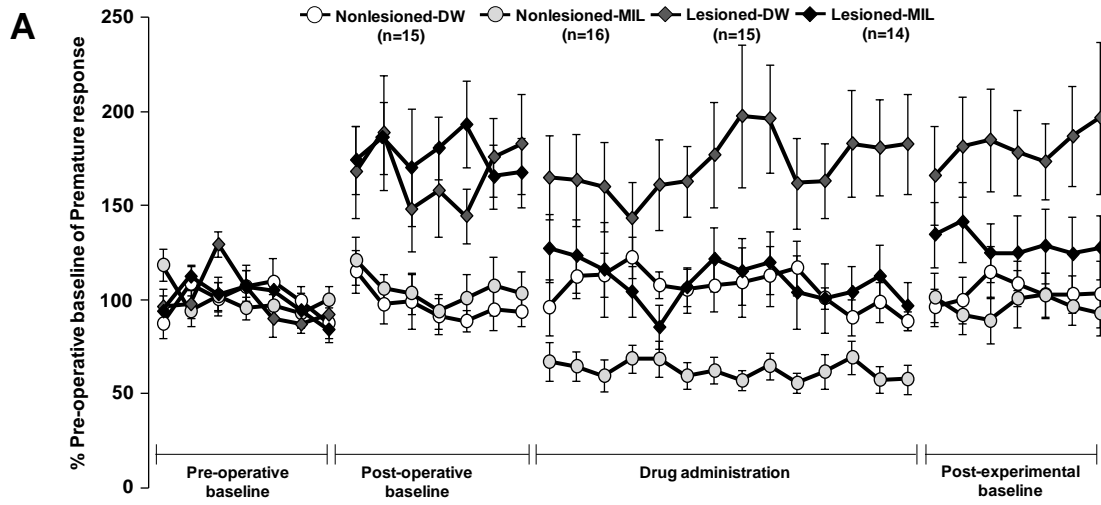 A
% Pre-operative baseline of Premature response
250
200
150
100
50
0
Nonlesioned-DW Nonlesioned-MIL Lesioned-DW Lesioned-MIL
(n=15) (n=16) (n=15) (n=14)
Pre-operative
baseline
Post-operative
baseline
Drug administration
Post-experimental
baseline